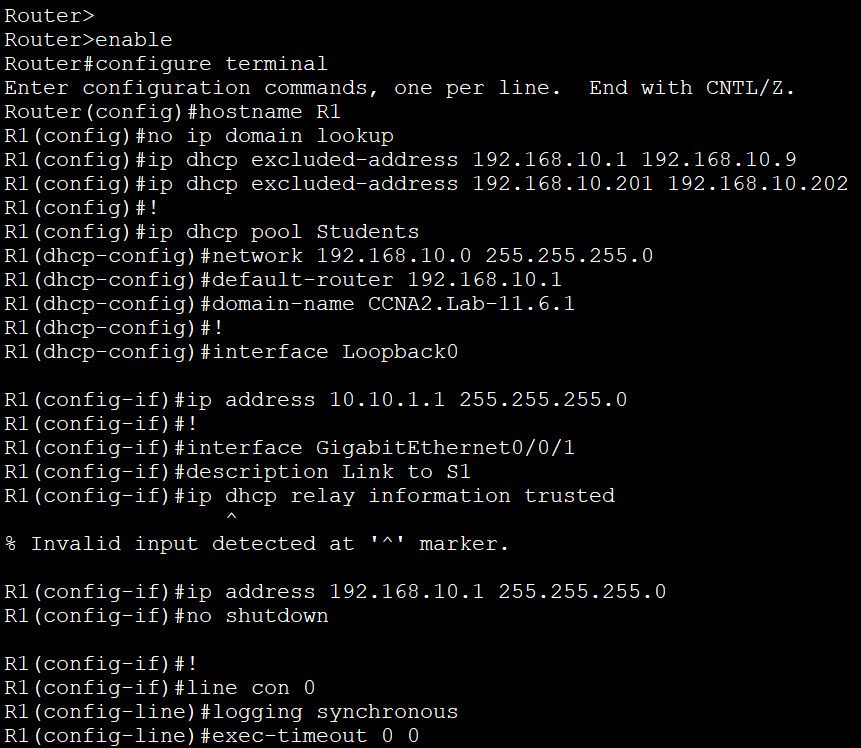 Router>
Router>enable
Router#configure terminal
Enter configuration commands, one per line.  End with CNTL/Z.
Router(config)#hostname R1
R1(config)#no ip domain lookup
R1(config)#ip dhcp excluded-address 192.168.10.1 192.168.10.9
R1(config)#ip dhcp excluded-address 192.168.10.201 192.168.10.202
R1(config)#!
R1(config)#ip dhcp pool Students
R1(dhcp-config)#network 192.168.10.0 255.255.255.0
R1(dhcp-config)#default-router 192.168.10.1
R1(dhcp-config)#domain-name CCNA2.Lab-11.6.1
R1(dhcp-config)#!
R1(dhcp-config)#interface Loopback0

R1(config-if)#ip address 10.10.1.1 255.255.255.0
R1(config-if)#!
R1(config-if)#interface GigabitEthernet0/0/1
R1(config-if)#description Link to S1
R1(config-if)#ip dhcp relay information trusted
                 ^
% Invalid input detected at '^' marker.

R1(config-if)#ip address 192.168.10.1 255.255.255.0
R1(config-if)#no shutdown

R1(config-if)#!
R1(config-if)#line con 0
R1(config-line)#logging synchronous
R1(config-line)#exec-timeout 0 0